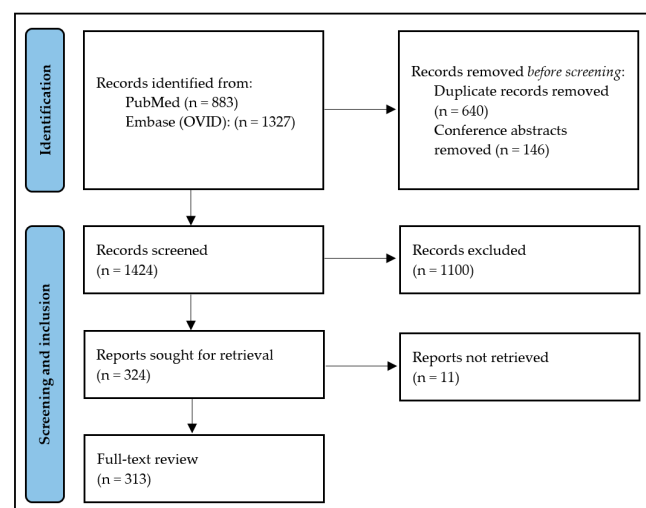 Identification
Records identified from:
PubMed (n = 883)
Embase (OVID): (n = 1327)
Records removed before screening:
Duplicate records removed
(n = 640)
Conference abstracts
removed (n = 146)
Screening and inclusion
Records screened
(n = 1424)
Records excluded
(n = 1100)
Reports sought for retrieval
(n = 324)
Reports not retrieved
(n = 11)
Full-text review
(n = 313)